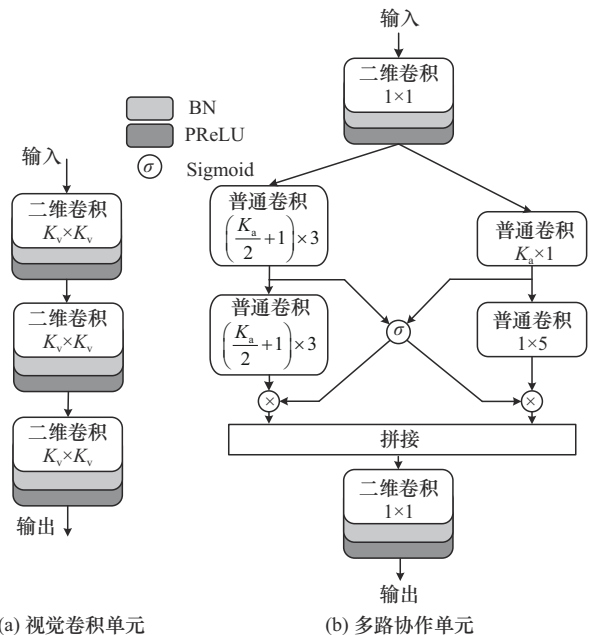 BN
PReLU
σ Sigmoid
输入
二维卷积
Kᵥ×Kᵥ
二维卷积
Kᵥ×Kᵥ
二维卷积
Kᵥ×Kᵥ
输出
(a) 视觉卷积单元
输入
二维卷积
1×1
普通卷积
(Kₐ/2+1)×3
普通卷积
Kₐ×1
普通卷积
(Kₐ/2+1)×3
σ
普通卷积
1×5
× ×
拼接
二维卷积
1×1
输出
(b) 多路协作单元